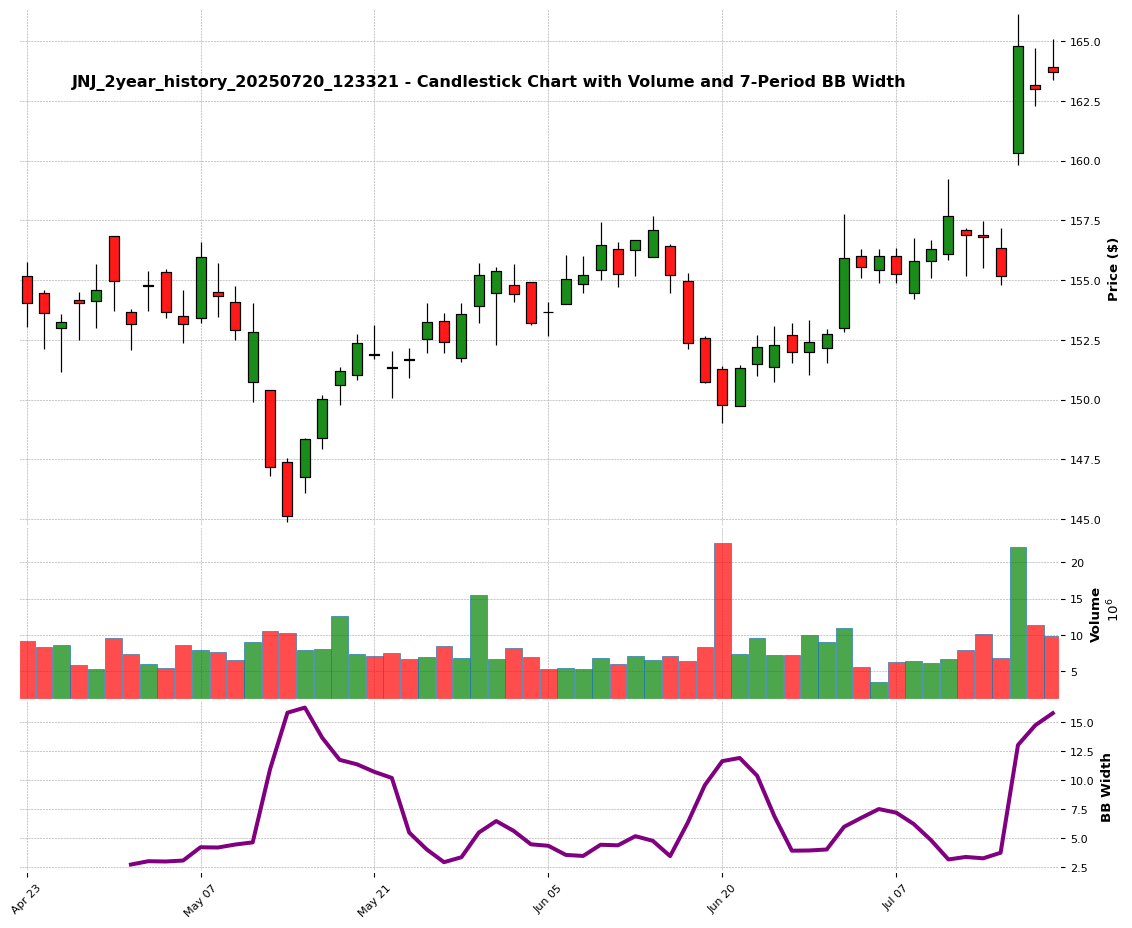 JNJ_2year_history_20250720_123321 - Candlestick Chart with Volume and 7-Period BB Width
165.0
162.5
160.0
157.5
155.0
152.5
150.0
147.5
145.0
Price ($)
20
15
10
5
Volume
10^6
15.0
12.5
10.0
7.5
5.0
2.5
BB Width
Apr 23
May 07
May 21
Jun 05
Jun 20
Jul 07